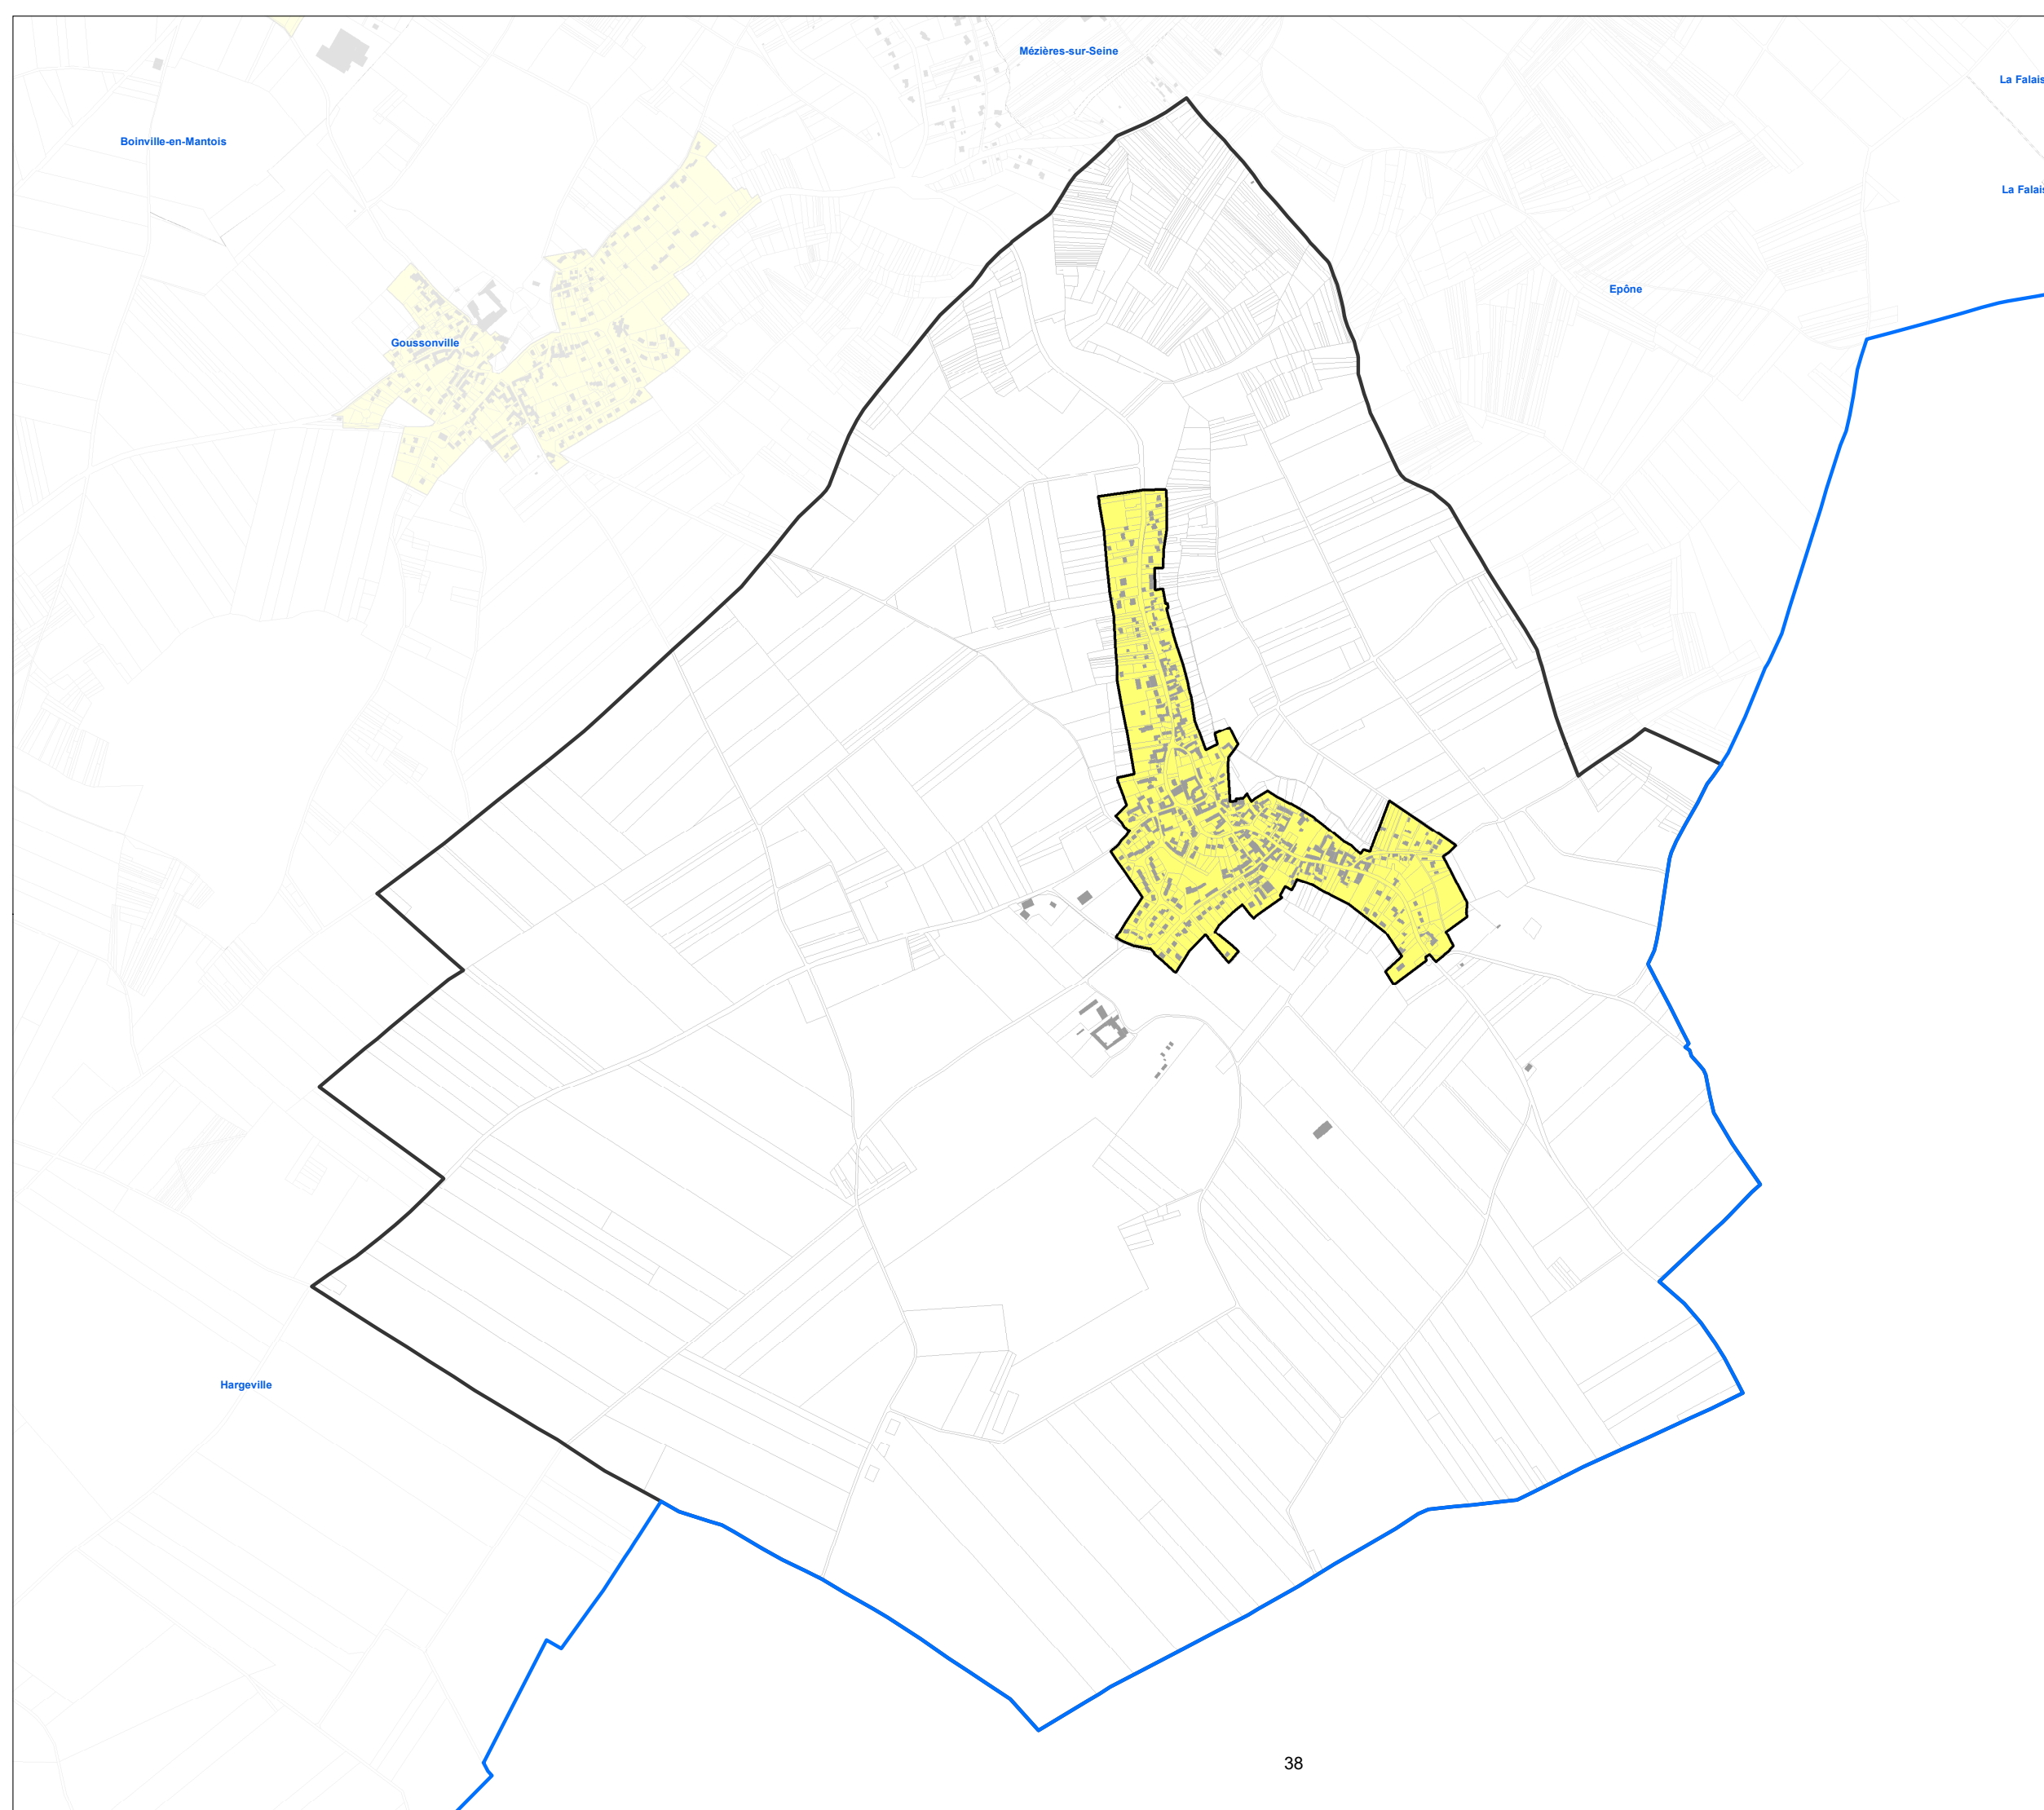 Mézières-sur-Seine
La Falais
Boinville-en-Mantois
La Falais
Epône
Goussonville
Hargeville
38